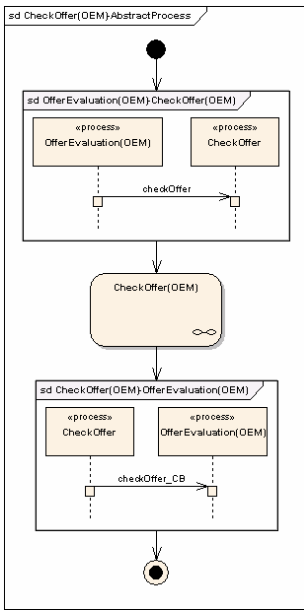 sd CheckOffer(OEM)-AbstractProcess
sd OfferEvaluation(OEM)-CheckOffer(OEM)
«process»
OfferEvaluation(OEM)
«process»
CheckOffer
checkOffer
CheckOffer(OEM)
sd CheckOffer(OEM)-OfferEvaluation(OEM)
«process»
CheckOffer
«process»
OfferEvaluation(OEM)
checkOffer_CB